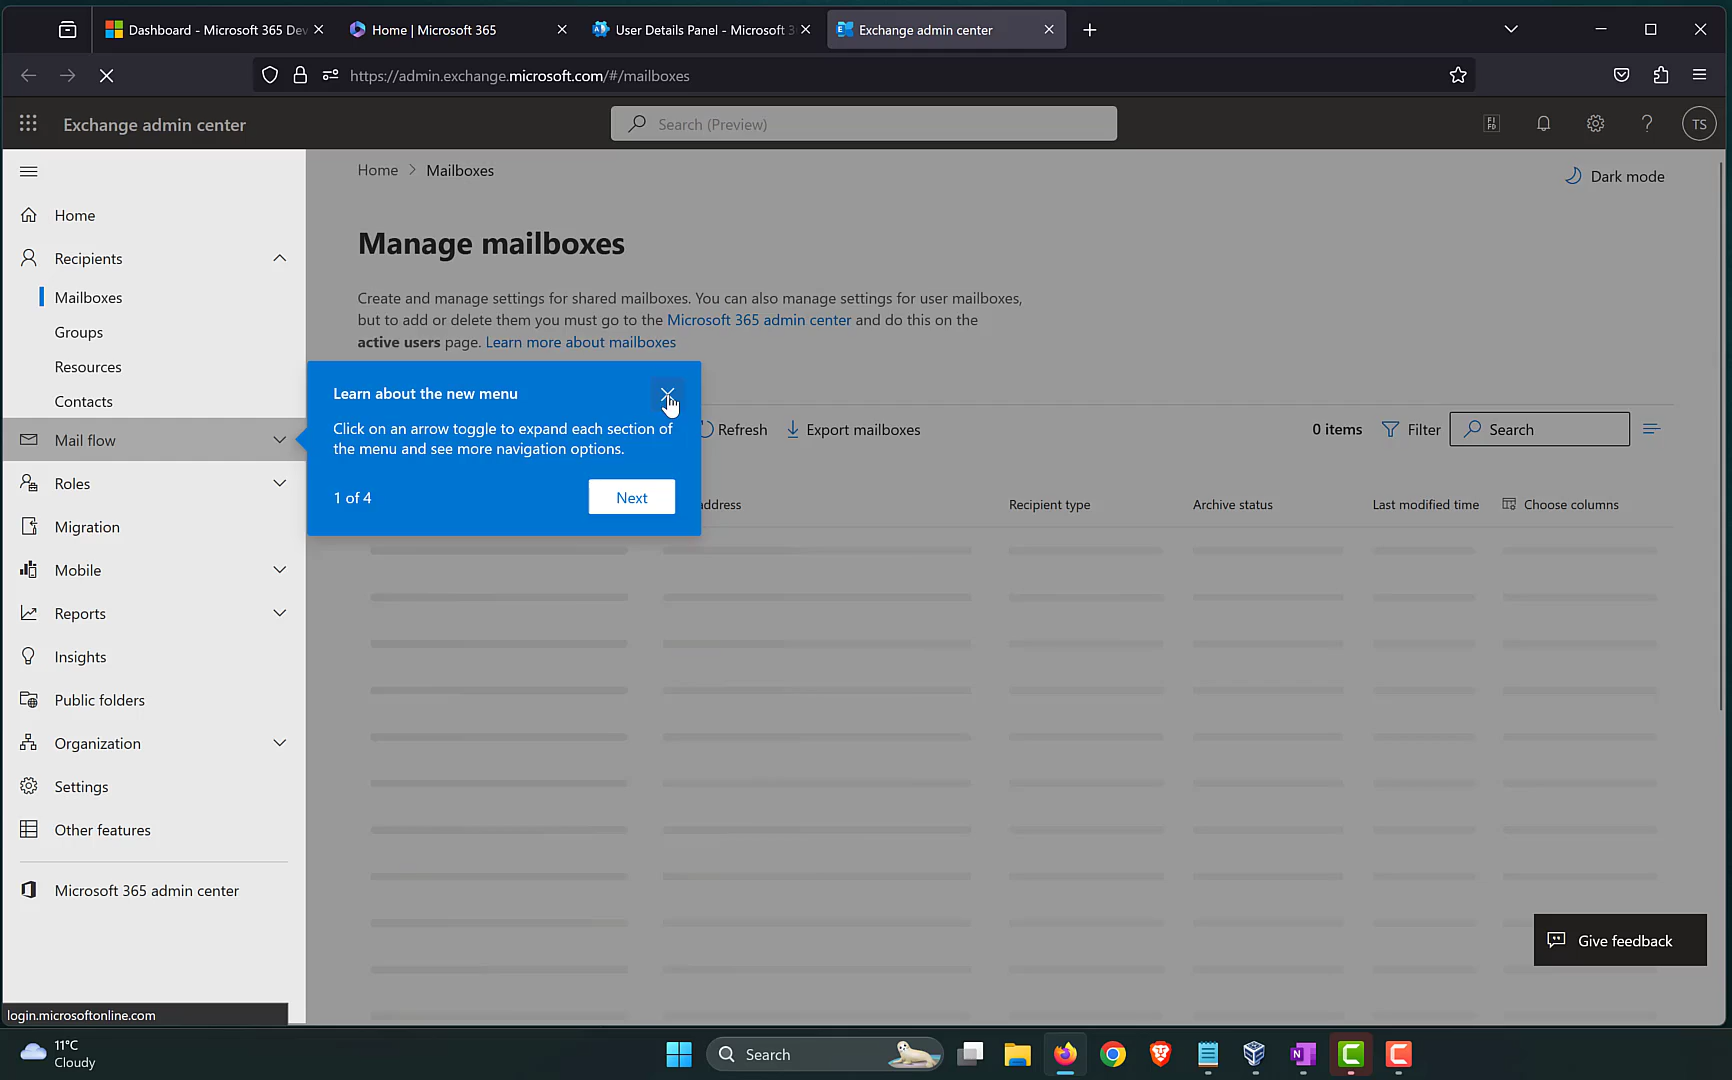 Dashboard - Microsoft 365 Dev
Home | Microsoft 365
User Details Panel - Microsoft 3
Exchange admin center
https://admin.exchange.microsoft.com/#/mailboxes
Exchange admin center
Search (Preview)
TS
Home > Mailboxes
Dark mode
Home
Recipients
Mailboxes
Groups
Resources
Contacts
Mail flow
Roles
Migration
Mobile
Reports
Insights
Public folders
Organization
Settings
Other features
Microsoft 365 admin center
Manage mailboxes
Create and manage settings for shared mailboxes. You can also manage settings for user mailboxes,
but to add or delete them you must go to the Microsoft 365 admin center and do this on the
active users page. Learn more about mailboxes
Learn about the new menu
Click on an arrow toggle to expand each section of
the menu and see more navigation options.
1 of 4
Next
Refresh
Export mailboxes
0 items
Filter
Search
address
Recipient type
Archive status
Last modified time
Choose columns
Give feedback
login.microsoftonline.com
11°C
Cloudy
Search